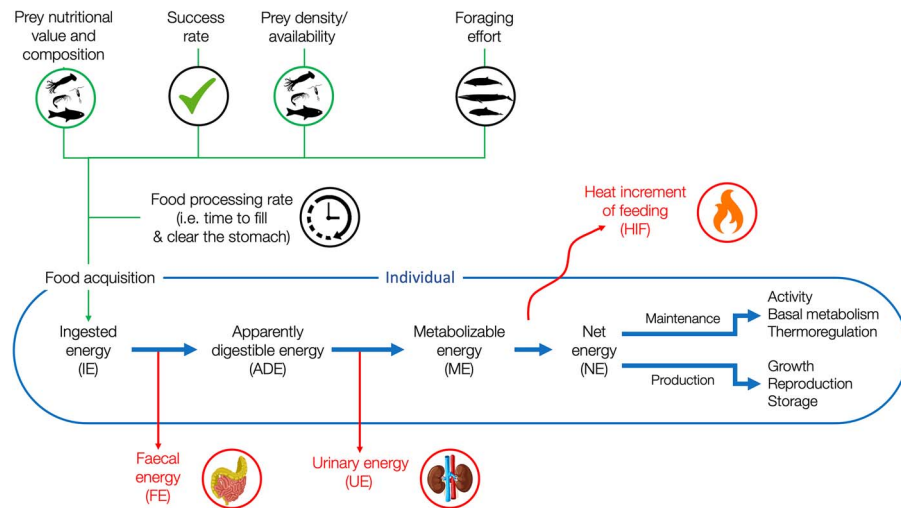 Prey nutritional
value and
composition
Success
rate
Prey density/
availability
Foraging
effort
Food processing rate
(i.e. time to fill
& clear the stomach)
Heat increment
of feeding
(HIF)
Food acquisition
Individual
Ingested
energy
(IE)
Apparently
digestible energy
(ADE)
Metabolizable
energy
(ME)
Net
energy
(NE)
Maintenance
Activity
Basal metabolism
Thermoregulation
Production
Growth
Reproduction
Storage
Faecal
energy
(FE)
Urinary energy
(UE)